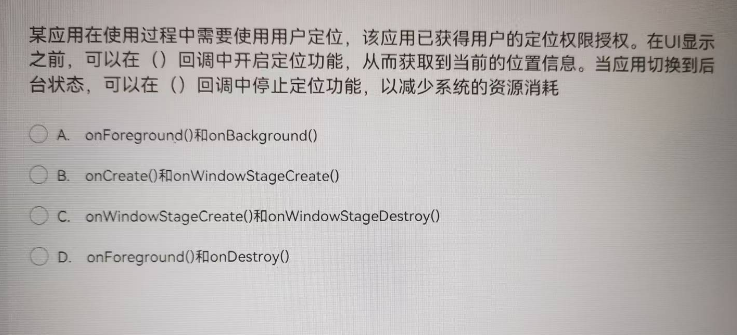 某应用在使用过程中需要使用用户定位，该应用已获得用户的定位权限授权。在UI显示
之前，可以在（）回调中开启定位功能，从而获取到当前的位置信息。当应用切换到后
台状态，可以在（）回调中停止定位功能，以减少系统的资源消耗
A. onForeground()和onBackground()
B. onCreate()和onWindowStageCreate()
C. onWindowStageCreate()和onWindowStageDestroy()
D. onForeground()和onDestroy()